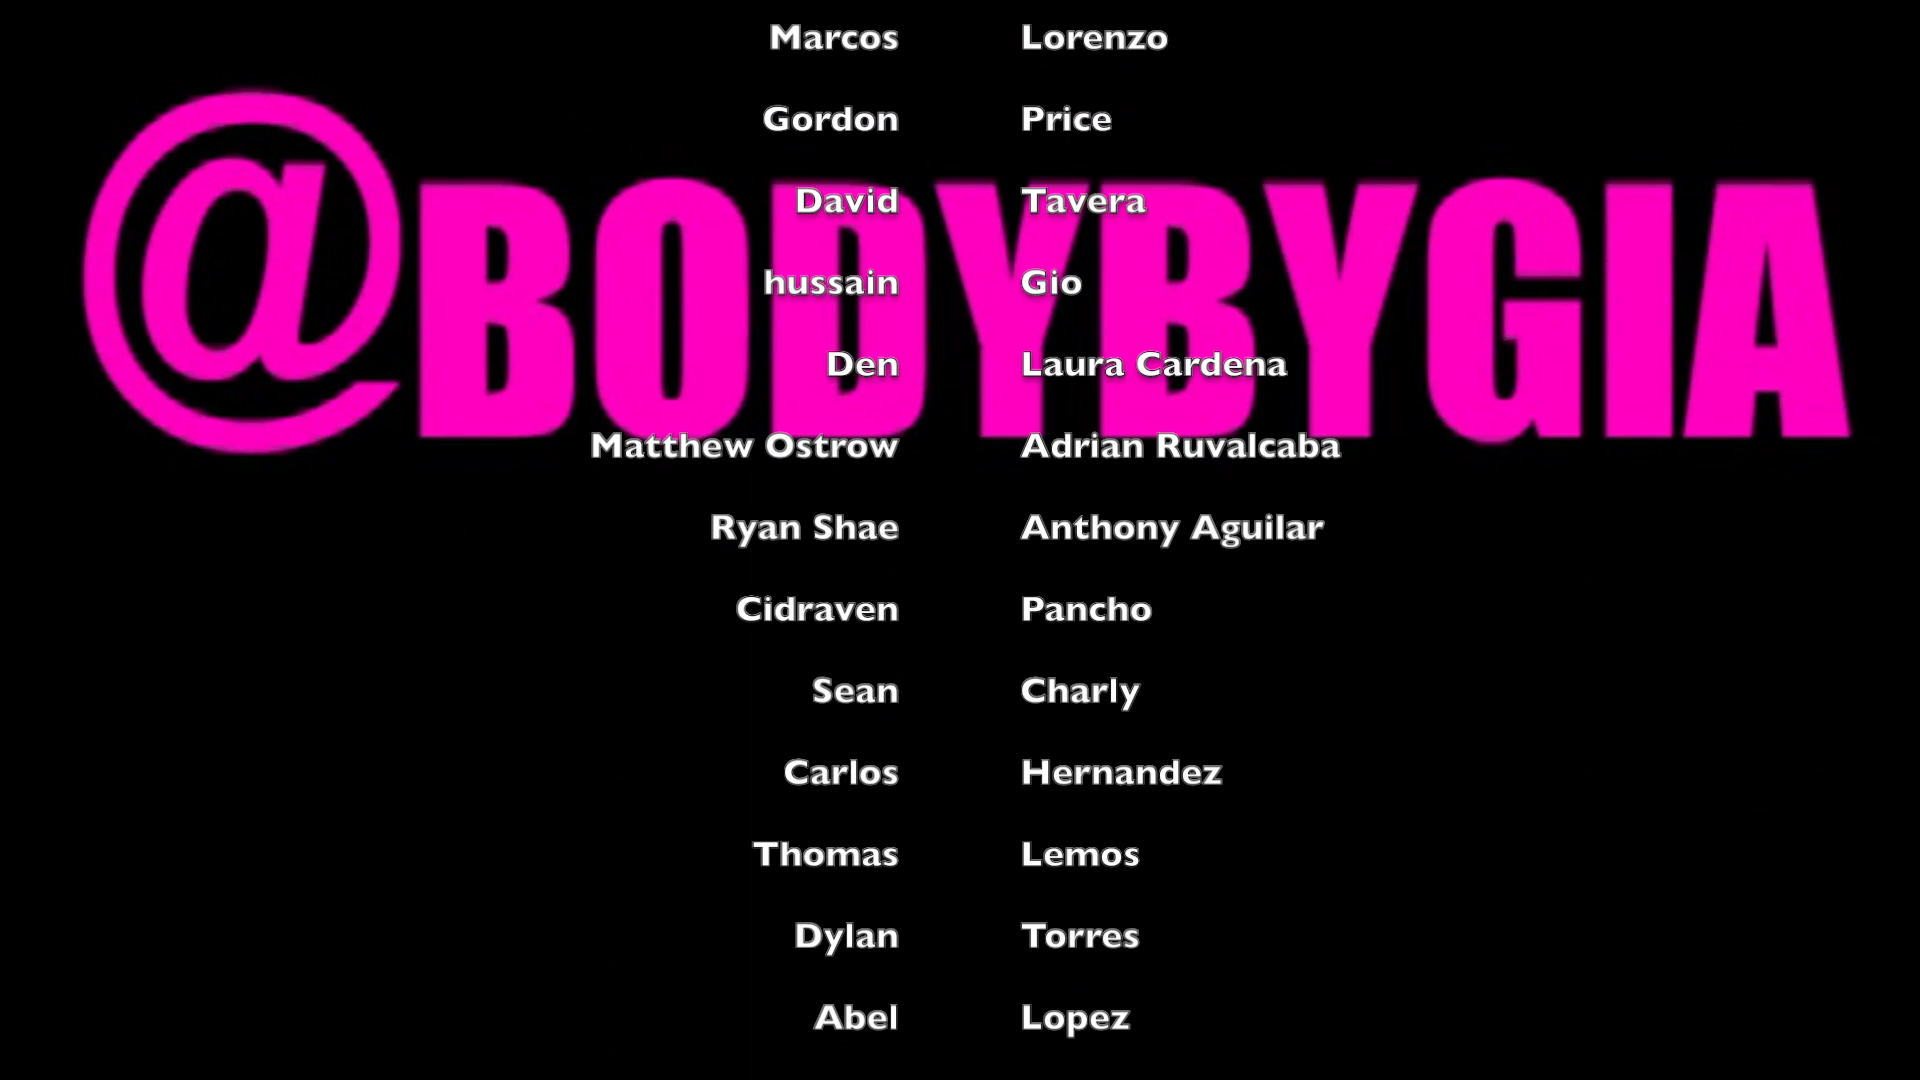 Marcos Lorenzo
Gordon Price
@BODYBYGIA
David Tavera
hussain Gio
Den Laura Cardena
Matthew Ostrow Adrian Ruvalcaba
Ryan Shae Anthony Aguilar
Cidraven Pancho
Sean Charly
Carlos Hernandez
Thomas Lemos
Dylan Torres
Abel Lopez